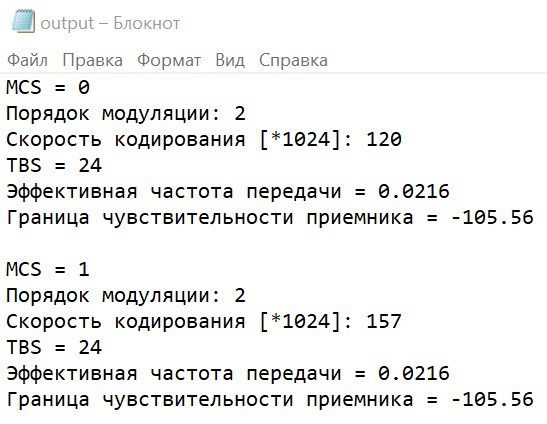 output – Блокнот
Файл Правка Формат Вид Справка
MCS = 0
Порядок модуляции: 2
Скорость кодирования [*1024]: 120
TBS = 24
Эффективная частота передачи = 0.0216
Граница чувствительности приемника = -105.56
MCS = 1
Порядок модуляции: 2
Скорость кодирования [*1024]: 157
TBS = 24
Эффективная частота передачи = 0.0216
Граница чувствительности приемника = -105.56